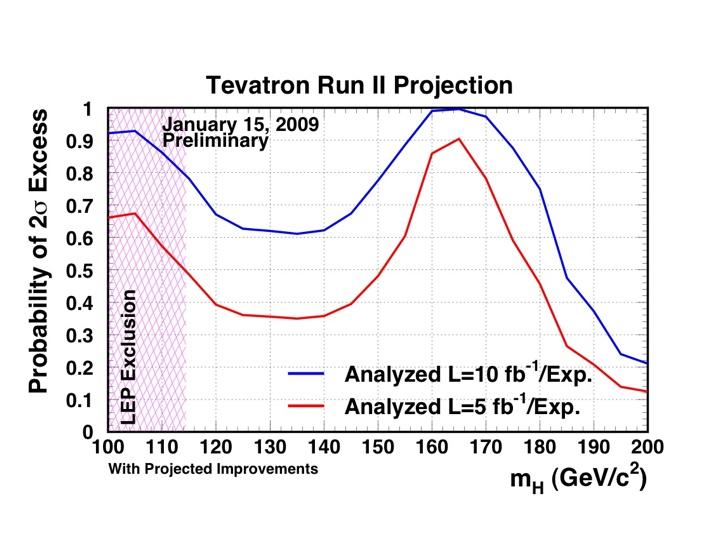 Tevatron Run II Projection
January 15, 2009
Preliminary
Probability of 2σ Excess
1
0.9
0.8
0.7
0.6
0.5
0.4
0.3
0.2
0.1
0
LEP Exclusion
Analyzed L=10 fb⁻¹/Exp.
Analyzed L=5 fb⁻¹/Exp.
100 110 120 130 140 150 160 170 180 190 200
With Projected Improvements
m_H (GeV/c²)